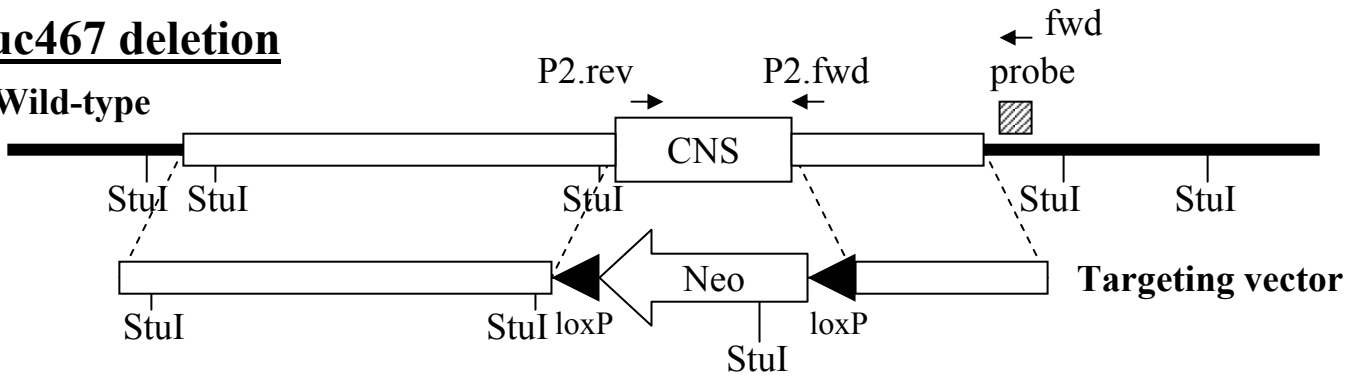 uc467 deletion
fwd
P2.rev P2.fwd probe
Wild-type
CNS
StuI StuI StuI StuI StuI
Neo Targeting vector
StuI StuI loxP loxP
StuI